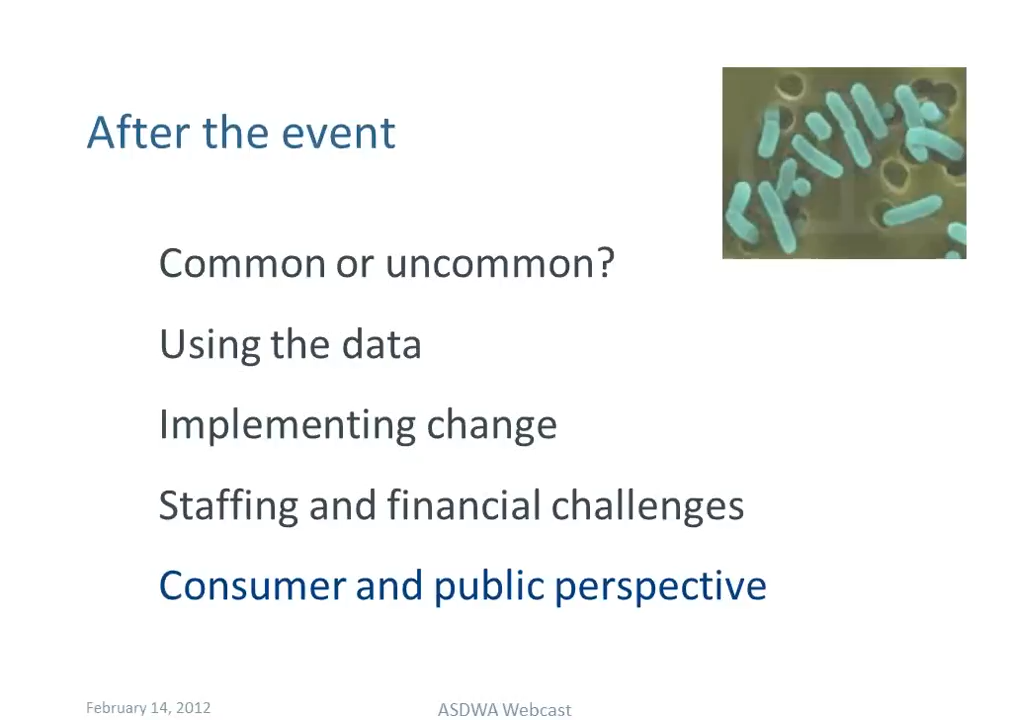 After the event
Common or uncommon?
Using the data
Implementing change
Staffing and financial challenges
Consumer and public perspective
February 14, 2012
ASDWA Webcast